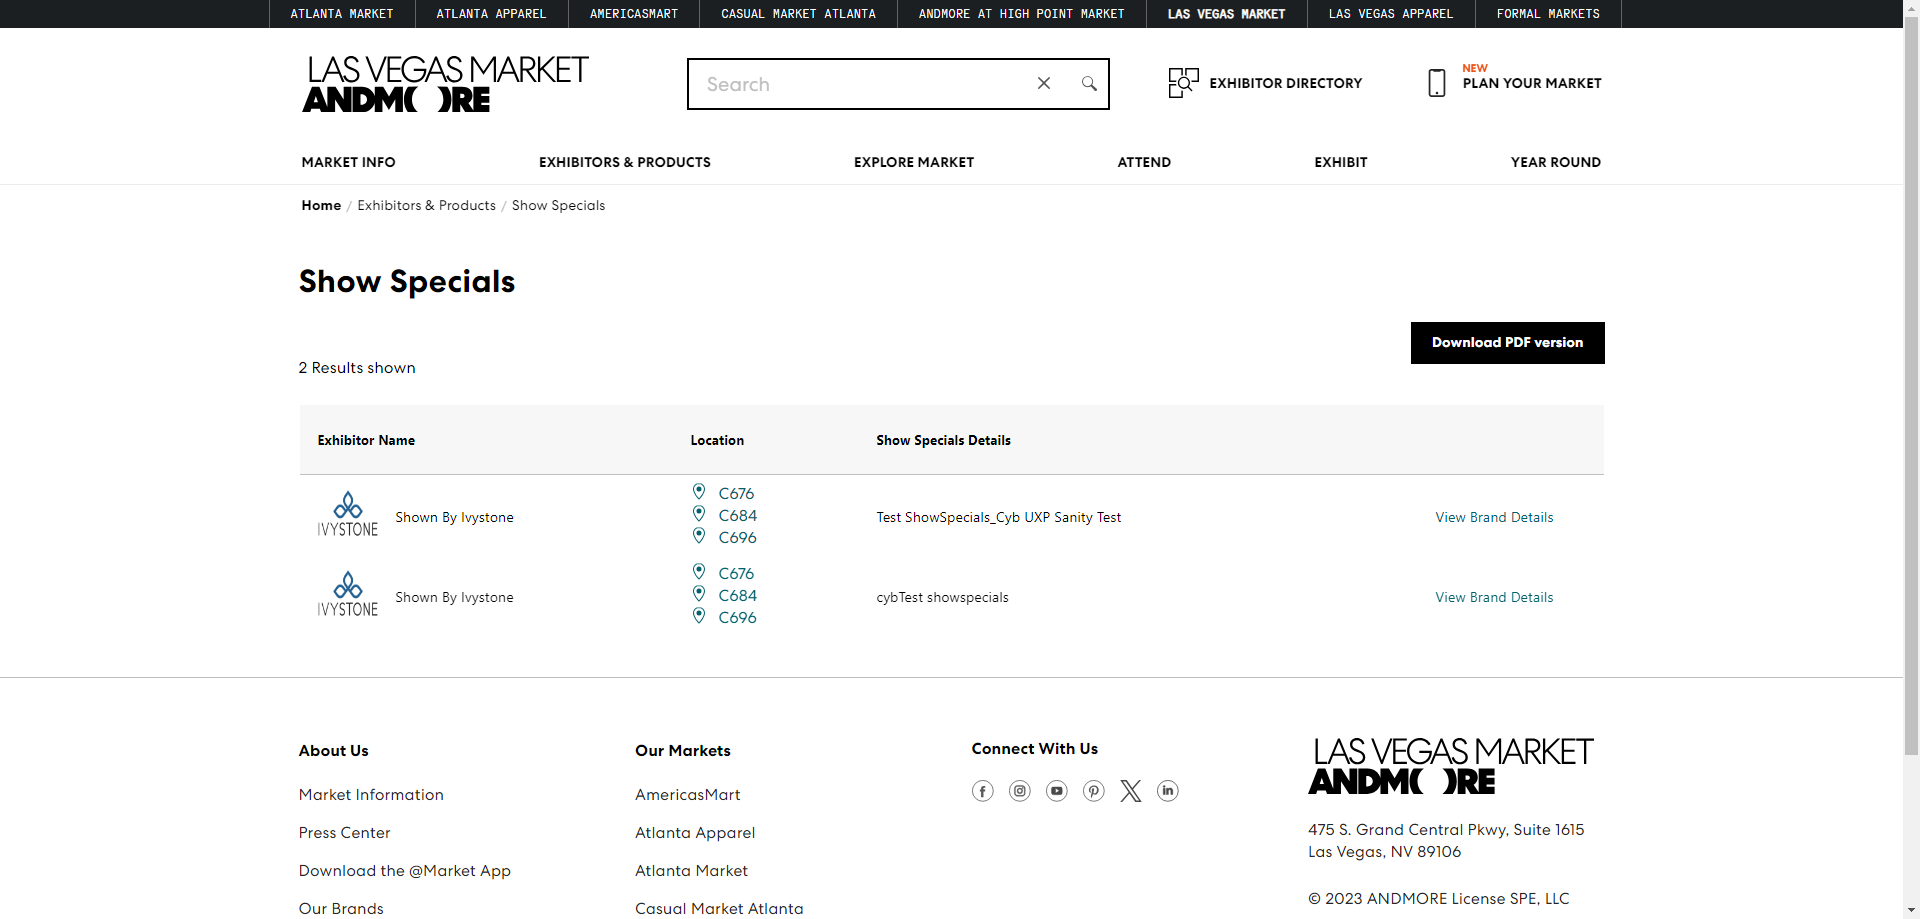 ATLANTA MARKET ATLANTA APPAREL AMERICASMART CASUAL MARKET ATLANTA ANDMORE AT HIGH POINT MARKET LAS VEGAS MARKET LAS VEGAS APPAREL FORMAL MARKETS
LAS VEGAS MARKET
ANDMORE
Search
EXHIBITOR DIRECTORY
NEW
PLAN YOUR MARKET
MARKET INFO EXHIBITORS & PRODUCTS EXPLORE MARKET ATTEND EXHIBIT YEAR ROUND
Home / Exhibitors & Products / Show Specials
Show Specials
Download PDF version
2 Results shown
Exhibitor Name Location Show Specials Details
IVYSTONE Shown By Ivystone
C676
C684
C696
Test ShowSpecials_Cyb UXP Sanity Test
View Brand Details
IVYSTONE Shown By Ivystone
C676
C684
C696
cybTest showspecials
View Brand Details
About Us
Market Information
Press Center
Download the @Market App
Our Brands
Our Markets
AmericasMart
Atlanta Apparel
Atlanta Market
Casual Market Atlanta
Connect With Us
LAS VEGAS MARKET
ANDMORE
475 S. Grand Central Pkwy, Suite 1615
Las Vegas, NV 89106
© 2023 ANDMORE License SPE, LLC